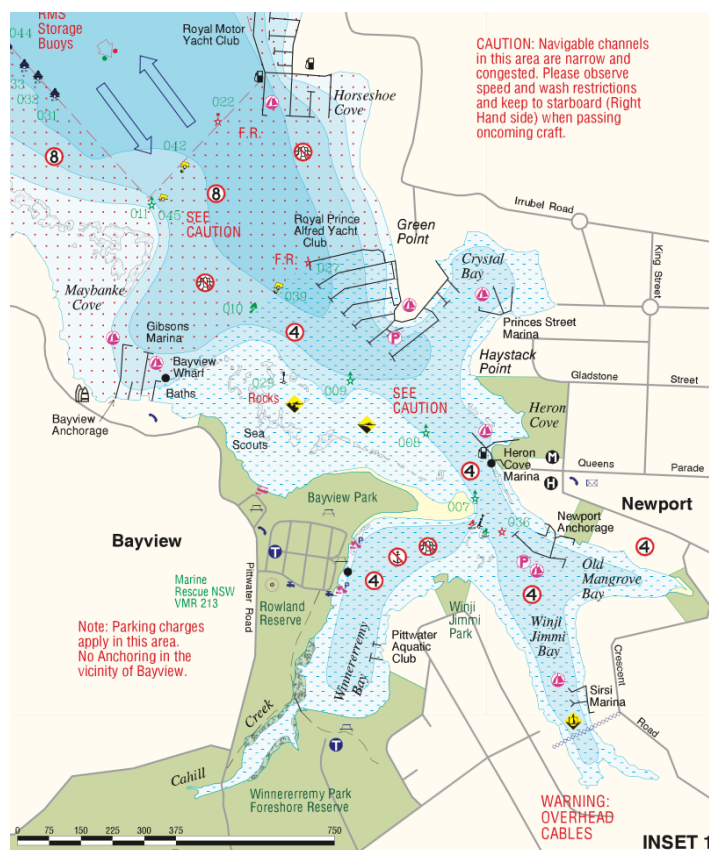 RMS
Storage
Buoys
044
033
032
031
Royal Motor
Yacht Club
Horseshoe
Cove
022
F.R.
042
8
8
011
045
SEE
CAUTION
CAUTION: Navigable channels
in this area are narrow and
congested. Please observe
speed and wash restrictions
and keep to starboard (Right
Hand side) when passing
oncoming craft.
Irrubel Road
King Street
Royal Prince
Alfred Yacht
Club
F.R.
027
Green
Point
Crystal
Bay
Maybanke
Cove
010
039
4
P
Gibsons
Marina
Bayview
Wharf
Baths
Bayview
Anchorage
Princes Street
Marina
Haystack
Point
Gladstone
Street
029
Rocks
009
SEE
CAUTION
Sea
Scouts
008
Heron
Cove
4
Heron
Cove
Marina
M
H
Queens
Parade
Newport
Bayview Park
007
036
Newport
Anchorage
4
Bayview
T
Pittwater
Road
Marine
Rescue NSW
VMR 213
Rowland
Reserve
P
P
4
P
Old
Mangrove
Bay
4
Winji
Jimmi
Park
Winji
Jimmi
Bay
Note: Parking charges
apply in this area.
No Anchoring in the
vicinity of Bayview.
Winnererremy
Bay
Pittwater
Aquatic
Club
Crescent
Road
Sirsi
Marina
Creek
Cahill
T
Winnererremy Park
Foreshore Reserve
WARNING:
OVERHEAD
CABLES
0 75 150 225 300 375 750
INSET 1